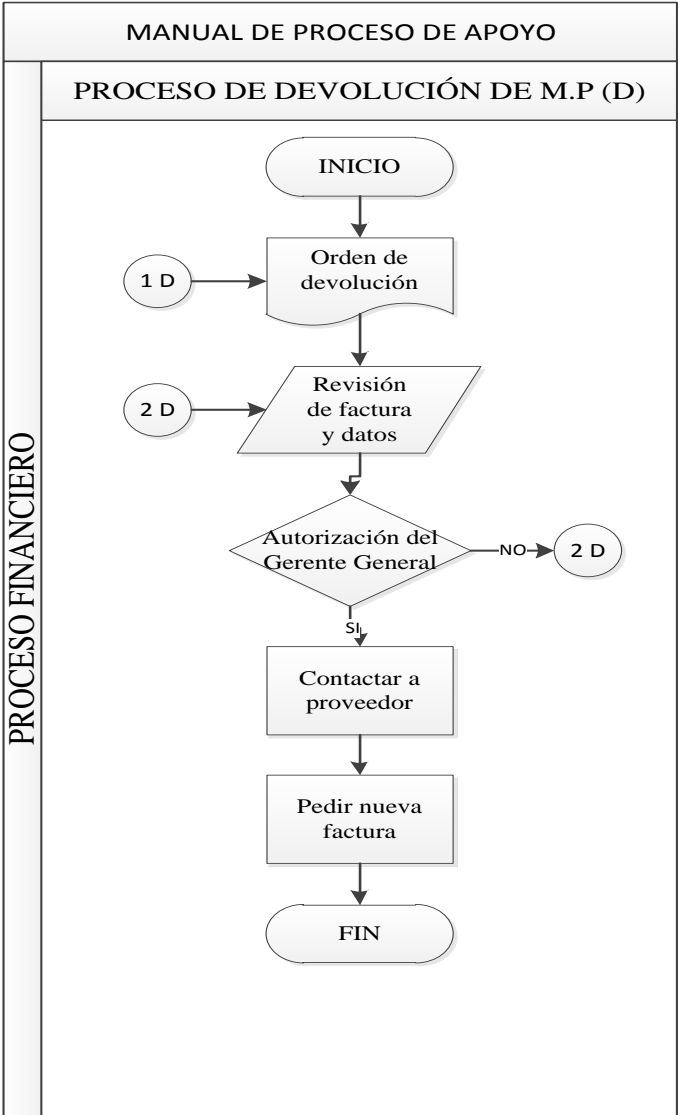 MANUAL DE PROCESO DE APOYO
PROCESO DE DEVOLUCIÓN DE M.P (D)
PROCESO FINANCIERO
INICIO
1 D
Orden de
devolución
2 D
Revisión
de factura
y datos
Autorización del
Gerente General
NO
2 D
SI
Contactar a
proveedor
Pedir nueva
factura
FIN